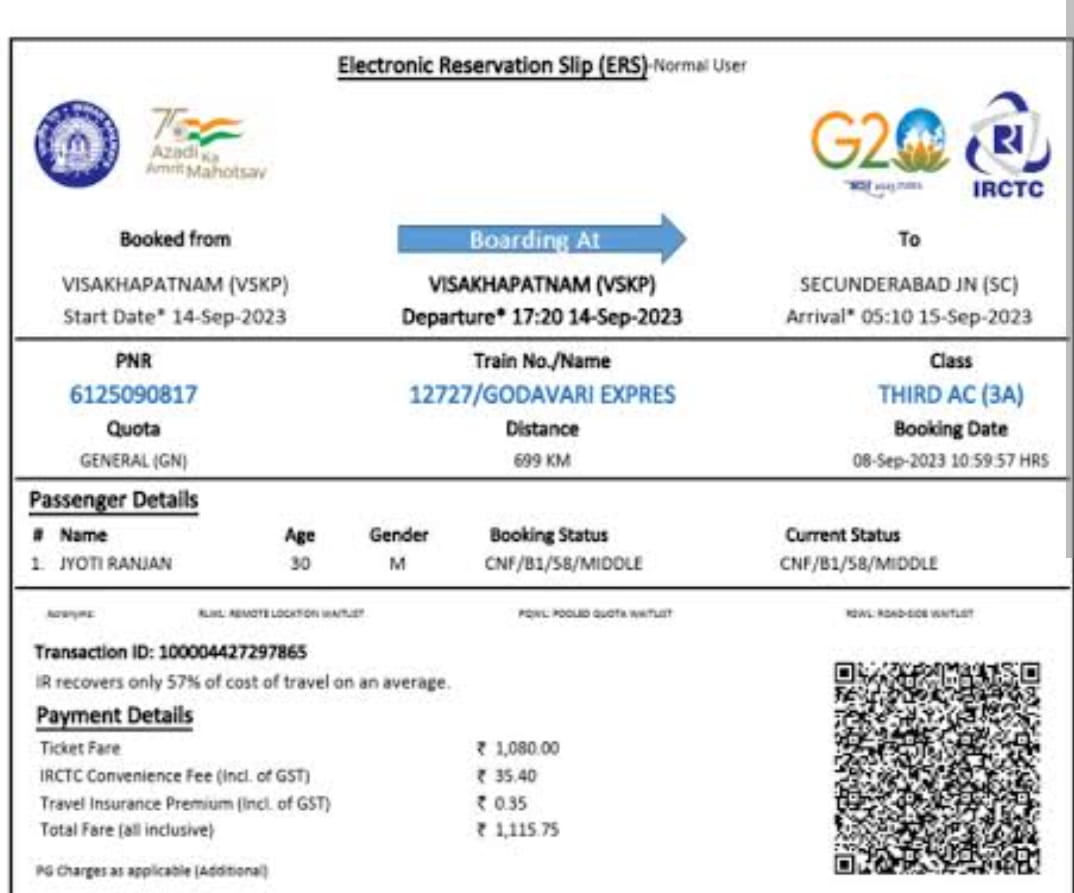 Electronic Reservation Slip (ERS)-Normal User
75
Azadi Ka
Amrit Mahotsav
G20
IRCTC
Booked from
Boarding At
To
VISAKHAPATNAM (VSKP)
VISAKHAPATNAM (VSKP)
SECUNDERABAD JN (SC)
Start Date* 14-Sep-2023
Departure* 17:20 14-Sep-2023
Arrival* 05:10 15-Sep-2023
PNR
Train No./Name
Class
6125090817
12727/GODAVARI EXPRES
THIRD AC (3A)
Quota
Distance
Booking Date
GENERAL (GN)
699 KM
08-Sep-2023 10:59:57 HRS
Passenger Details
# Name Age Gender Booking Status Current Status
1. JYOTI RANJAN 30 M CNF/B1/58/MIDDLE CNF/B1/58/MIDDLE
Acronyms: RLWL: REMOTE LOCATION WAITLIST PQWL: POOLED QUOTA WAITLIST RSWL: ROAD-SIDE WAITLIST
Transaction ID: 100004427297865
IR recovers only 57% of cost of travel on an average.
Payment Details
Ticket Fare ₹ 1,080.00
IRCTC Convenience Fee (Incl. of GST) ₹ 35.40
Travel Insurance Premium (Incl. of GST) ₹ 0.35
Total Fare (all inclusive) ₹ 1,115.75
PG Charges as applicable (Additional)